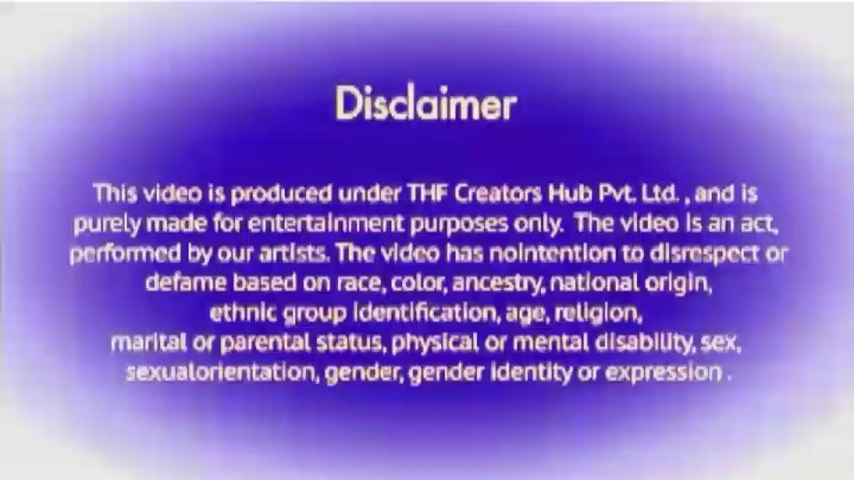 Disclaimer
This video is produced under THF Creators Hub Pvt. Ltd. , and is
purely made for entertainment purposes only. The video is an act,
performed by our artists. The video has nointention to disrespect or
defame based on race, color, ancestry, national origin,
ethnic group identification, age, religion,
marital or parental status, physical or mental disability, sex,
sexualorientation, gender, gender identity or expression .